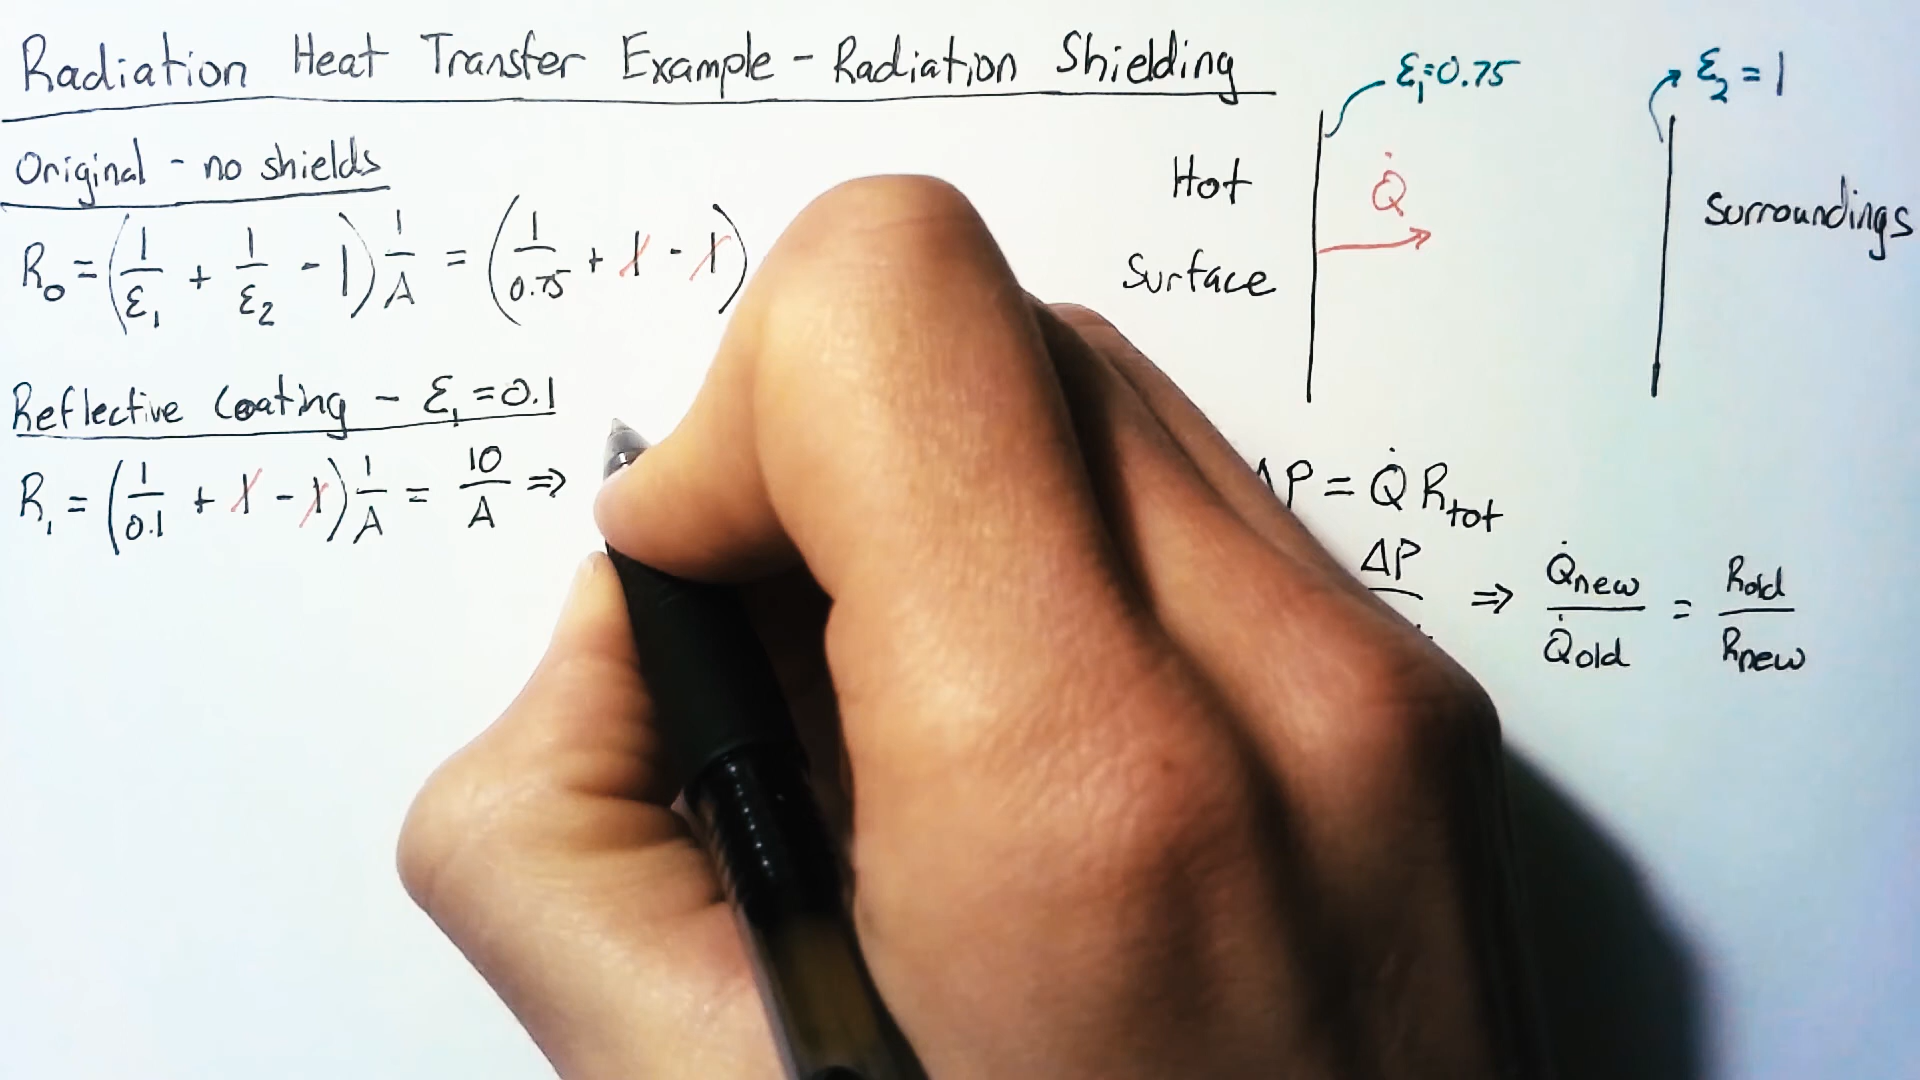 Radiation Heat Transfer Example - Radiation Shielding
Original - no shields
R₀ = (1/ε₁ + 1/ε₂ - 1) 1/A = (1/0.75 + 1 - 1)
Reflective Coating - ε₁ = 0.1
R₁ = (1/0.1 + 1 - 1) 1/A = 10/A ⇒
ε₁=0.75
ε₂ = 1
Hot
Surface
Q̇
Surroundings
ΔP = Q̇ Rtot
ΔP ⇒ Q̇new/Q̇old = Rold/Rnew